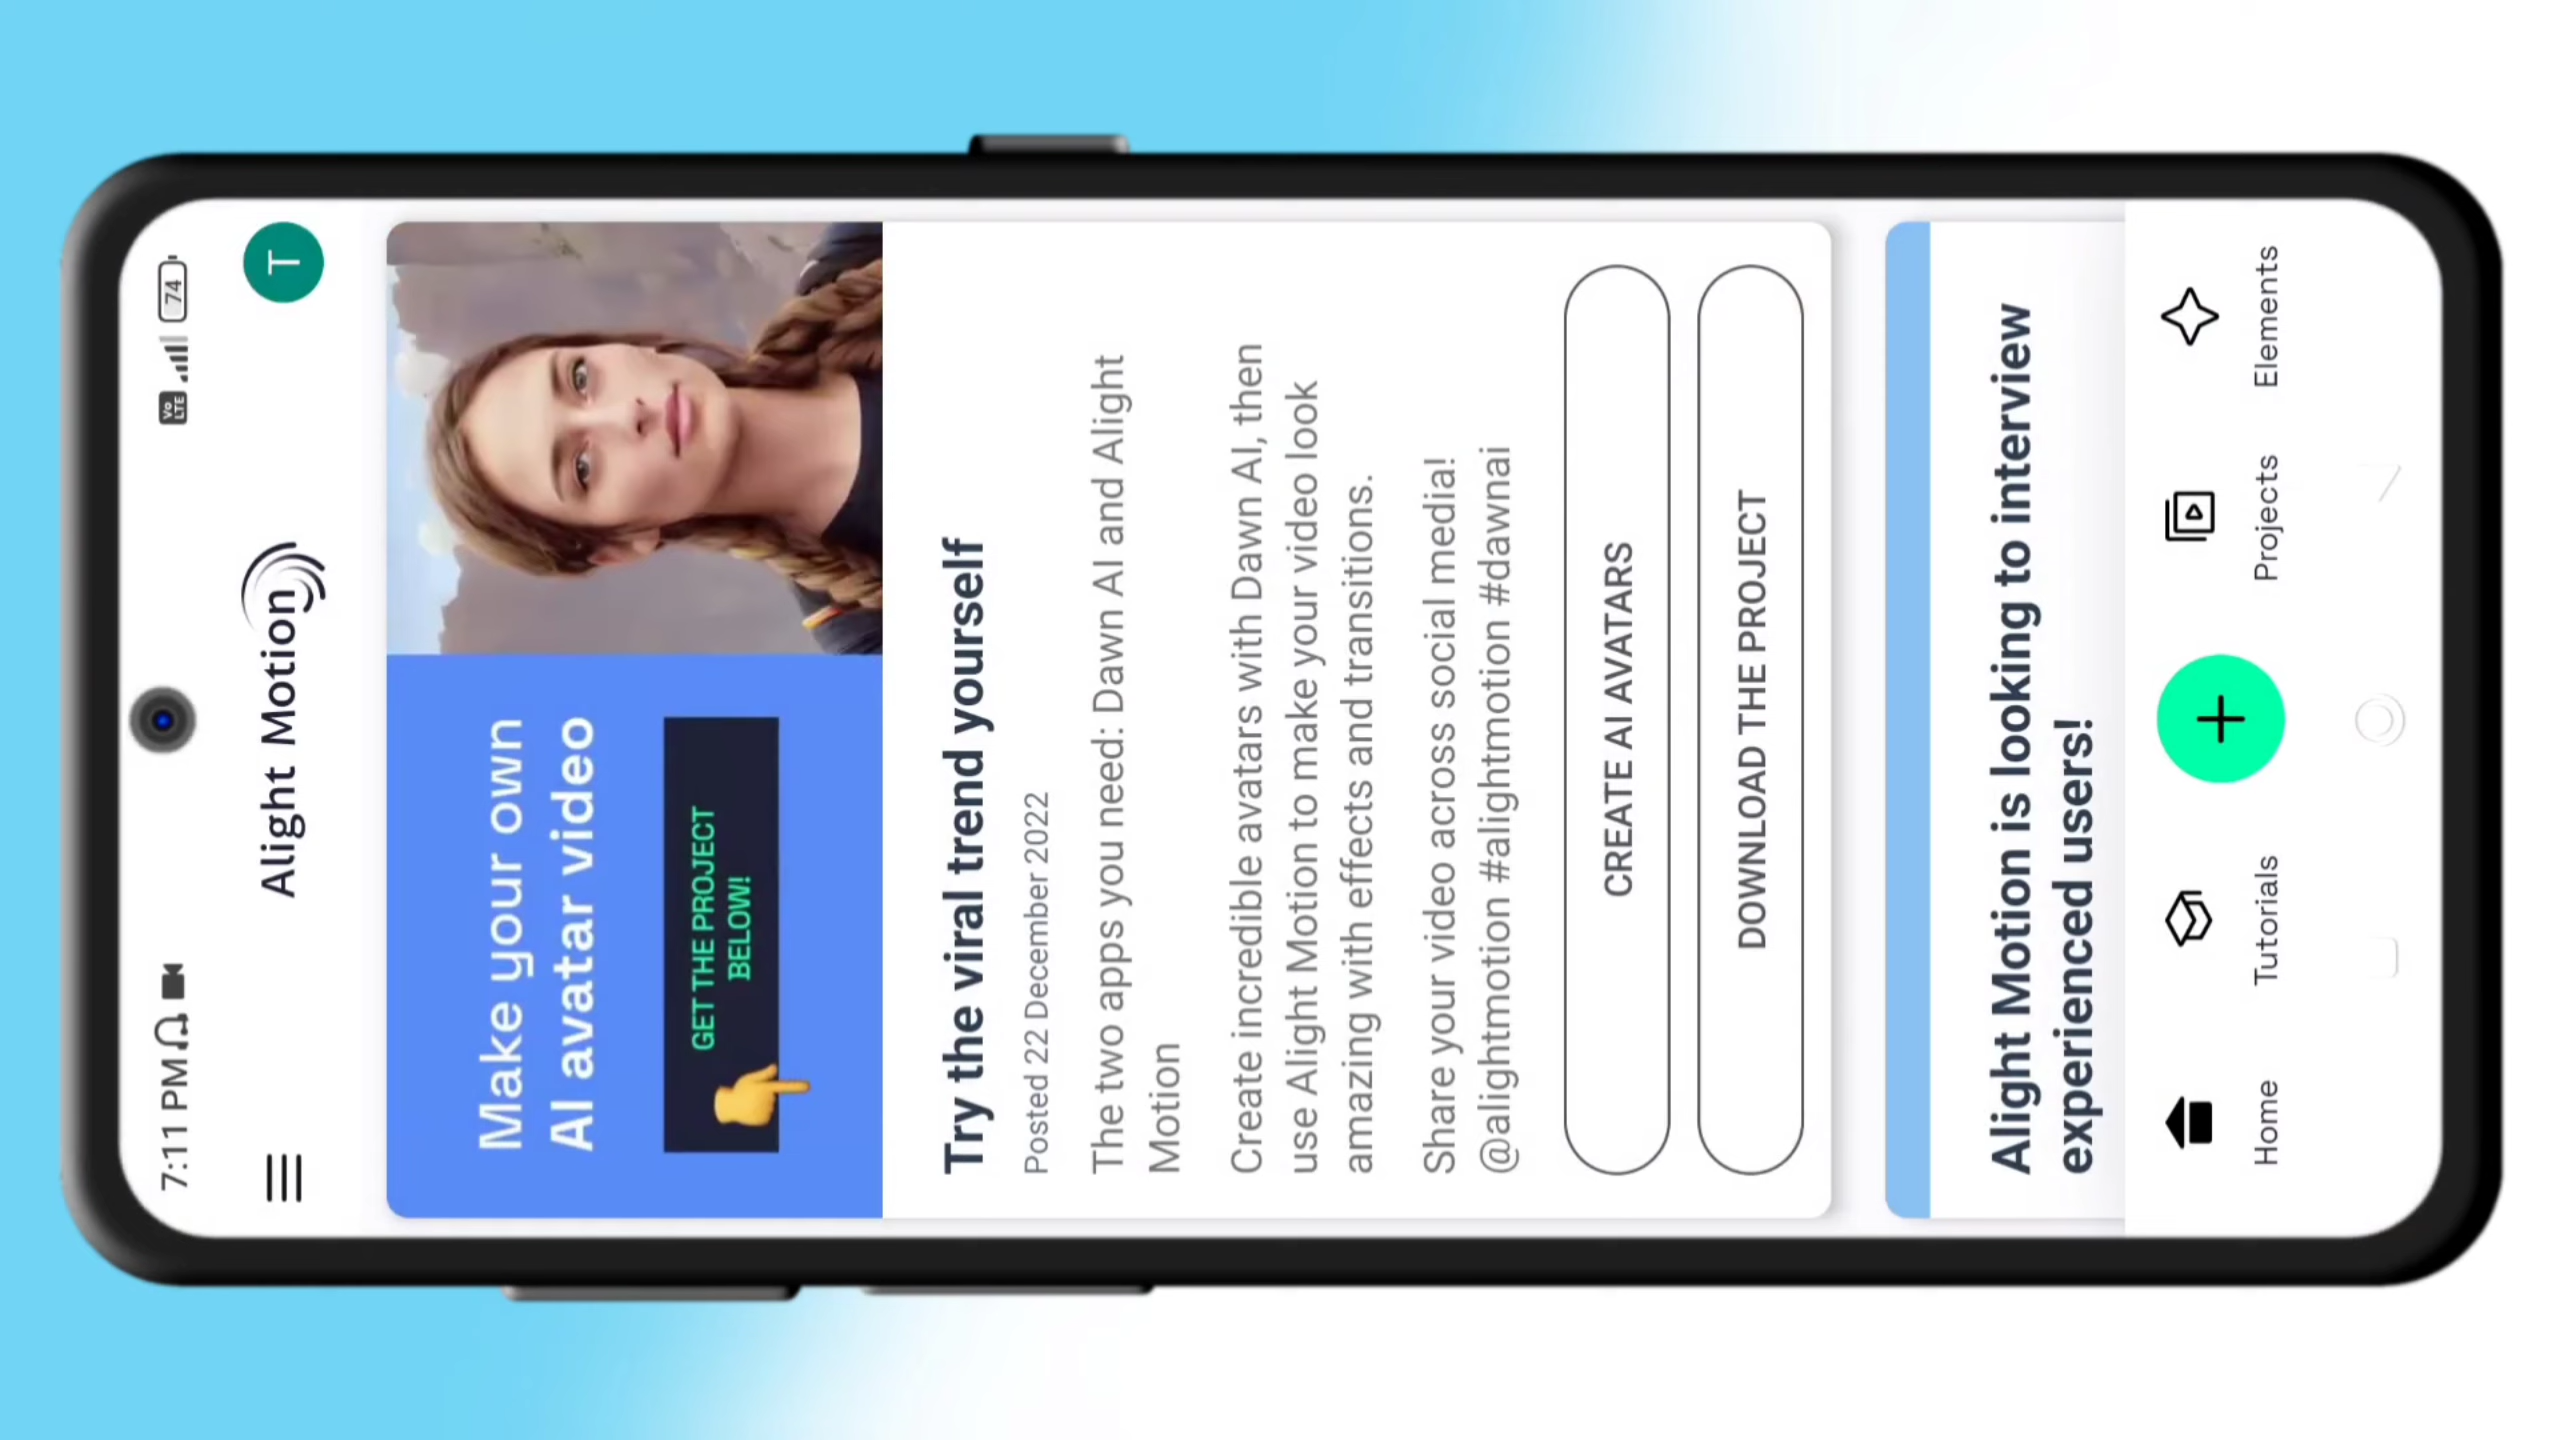 7:11 PM
Vo
LTE
74
Alight Motion
T
Make your own
AI avatar video
GET THE PROJECT
BELOW!
Try the viral trend yourself
Posted 22 December 2022
The two apps you need: Dawn AI and Alight
Motion
Create incredible avatars with Dawn AI, then
use Alight Motion to make your video look
amazing with effects and transitions.
Share your video across social media!
@alightmotion #alightmotion #dawnai
CREATE AI AVATARS
DOWNLOAD THE PROJECT
Alight Motion is looking to interview
experienced users!
Home
Tutorials
Projects
Elements